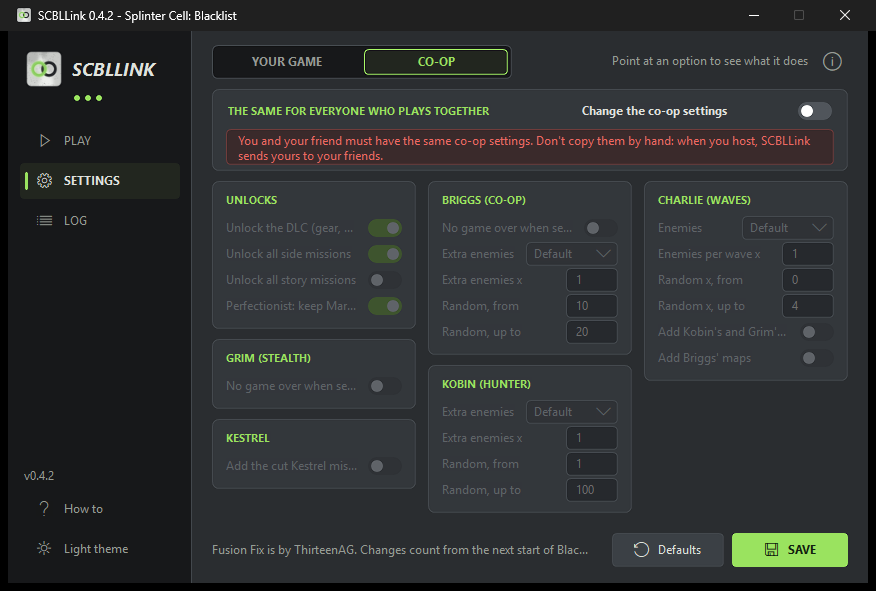 SCBLLink 0.4.2 - Splinter Cell: Blacklist
SCBLLINK
PLAY
SETTINGS
LOG
v0.4.2
How to
Light theme
YOUR GAME
CO-OP
Point at an option to see what it does
THE SAME FOR EVERYONE WHO PLAYS TOGETHER
Change the co-op settings
You and your friend must have the same co-op settings. Don't copy them by hand: when you host, SCBLLink
sends yours to your friends.
UNLOCKS
Unlock the DLC (gear, ...
Unlock all side missions
Unlock all story missions
Perfectionist: keep Mar...
GRIM (STEALTH)
No game over when se...
KESTREL
Add the cut Kestrel mis...
BRIGGS (CO-OP)
No game over when se...
Extra enemies Default
Extra enemies x 1
Random, from 10
Random, up to 20
KOBIN (HUNTER)
Extra enemies Default
Extra enemies x 1
Random, from 1
Random, up to 100
CHARLIE (WAVES)
Enemies Default
Enemies per wave x 1
Random x, from 0
Random x, up to 4
Add Kobin's and Grim'...
Add Briggs' maps
Fusion Fix is by ThirteenAG. Changes count from the next start of Blac...
Defaults
SAVE